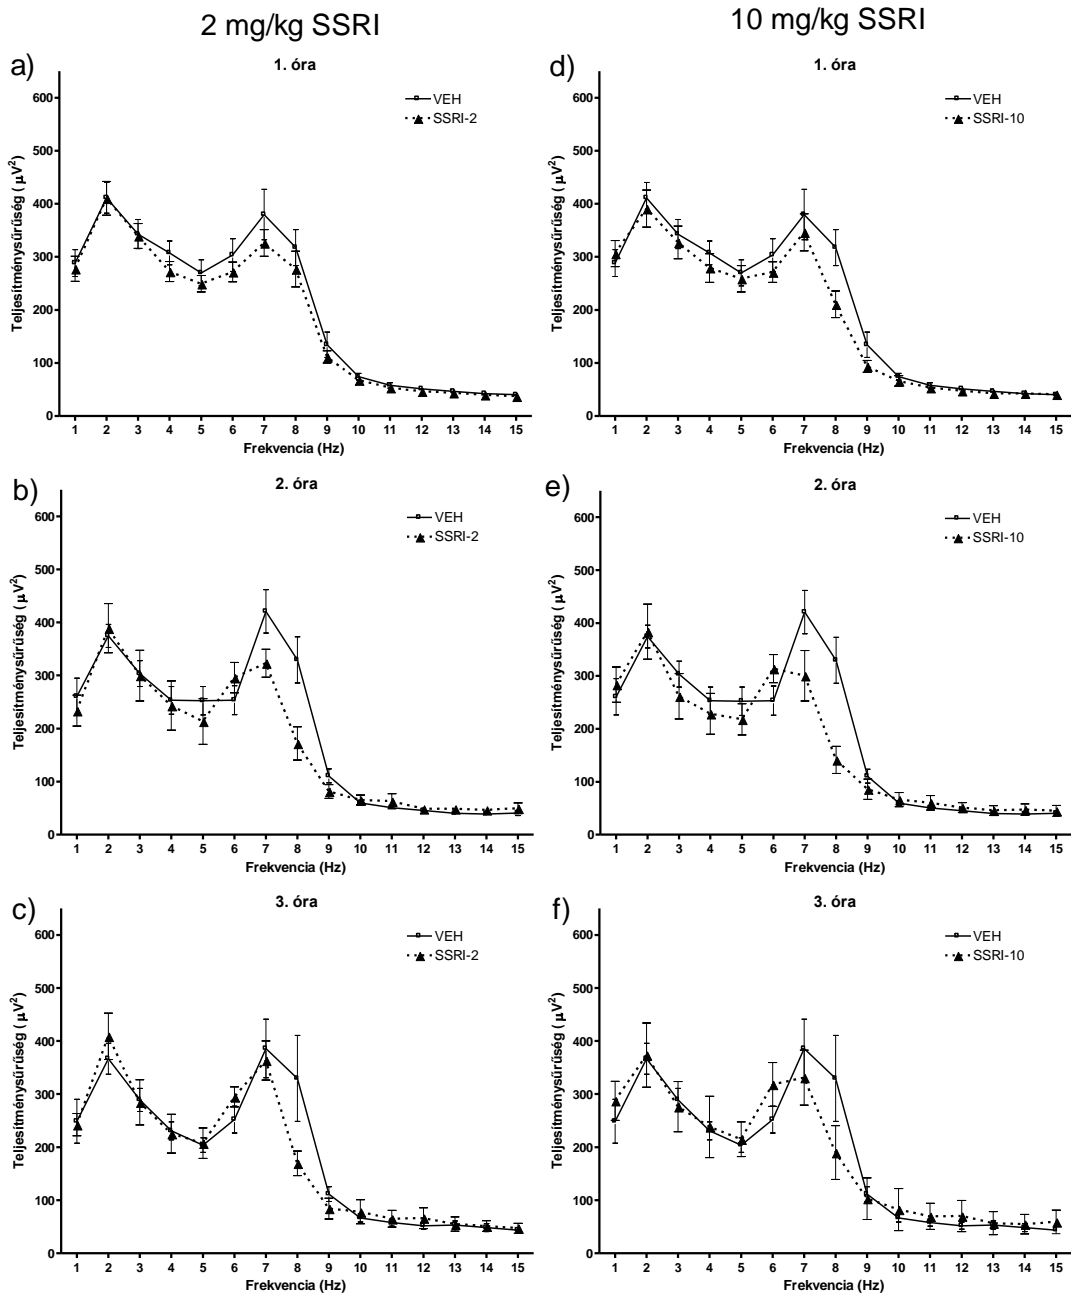 2 mg/kg SSRI
10 mg/kg SSRI
a)
1. óra
VEH
SSRI-2
Teljesítménysűrűség (μV²)
600
500
400
300
200
100
0
1 2 3 4 5 6 7 8 9 10 11 12 13 14 15
Frekvencia (Hz)
d)
1. óra
VEH
SSRI-10
Teljesítménysűrűség (μV²)
600
500
400
300
200
100
0
1 2 3 4 5 6 7 8 9 10 11 12 13 14 15
Frekvencia (Hz)
b)
2. óra
VEH
SSRI-2
Teljesítménysűrűség (μV²)
600
500
400
300
200
100
0
1 2 3 4 5 6 7 8 9 10 11 12 13 14 15
Frekvencia (Hz)
e)
2. óra
VEH
SSRI-10
Teljesítménysűrűség (μV²)
600
500
400
300
200
100
0
1 2 3 4 5 6 7 8 9 10 11 12 13 14 15
Frekvencia (Hz)
c)
3. óra
VEH
SSRI-2
Teljesítménysűrűség (μV²)
600
500
400
300
200
100
0
1 2 3 4 5 6 7 8 9 10 11 12 13 14 15
Frekvencia (Hz)
f)
3. óra
VEH
SSRI-10
Teljesítménysűrűség (μV²)
600
500
400
300
200
100
0
1 2 3 4 5 6 7 8 9 10 11 12 13 14 15
Frekvencia (Hz)